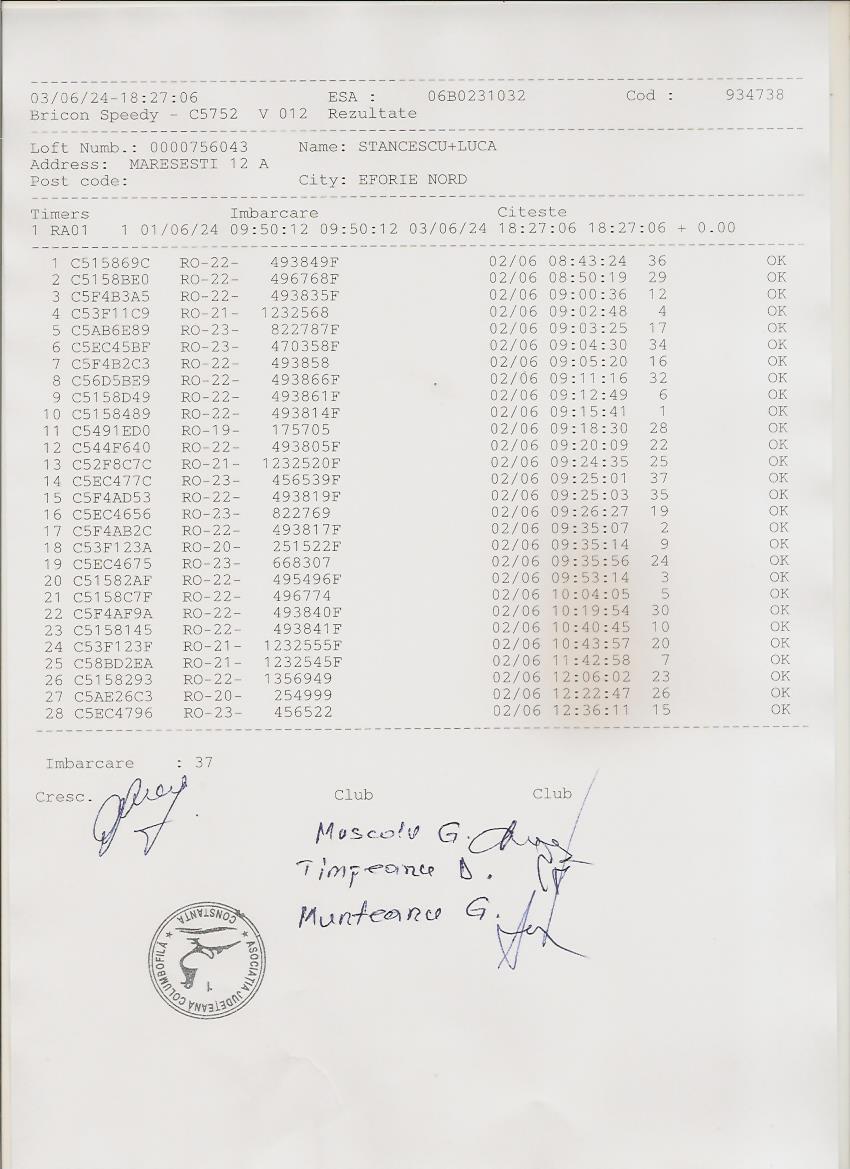 03/06/24-18:27:06 ESA : 06B0231032 Cod : 934738
Bricon Speedy - C5752 V 012 Rezultate
Loft Numb.: 0000756043 Name: STANCESCU+LUCA
Address: MARESESTI 12 A
Post code: City: EFORIE NORD
Timers Imbarcare Citeste
1 RA01 1 01/06/24 09:50:12 09:50:12 03/06/24 18:27:06 18:27:06 + 0.00
1 C515869C RO-22- 493849F 02/06 08:43:24 36 OK
2 C5158BE0 RO-22- 496768F 02/06 08:50:19 29 OK
3 C5F4B3A5 RO-22- 493835F 02/06 09:00:36 12 OK
4 C53F11C9 RO-21- 1232568 02/06 09:02:48 4 OK
5 C5AB6E89 RO-23- 822787F 02/06 09:03:25 17 OK
6 C5EC45BF RO-23- 470358F 02/06 09:04:30 34 OK
7 C5F4B2C3 RO-22- 493858 02/06 09:05:20 16 OK
8 C56D5BE9 RO-22- 493866F 02/06 09:11:16 32 OK
9 C5158D49 RO-22- 493861F 02/06 09:12:49 6 OK
10 C5158489 RO-22- 493814F 02/06 09:15:41 1 OK
11 C5491ED0 RO-19- 175705 02/06 09:18:30 28 OK
12 C544F640 RO-22- 493805F 02/06 09:20:09 22 OK
13 C52F8C7C RO-21- 1232520F 02/06 09:24:35 25 OK
14 C5EC477C RO-23- 456539F 02/06 09:25:01 37 OK
15 C5F4AD53 RO-22- 493819F 02/06 09:25:03 35 OK
16 C5EC4656 RO-23- 822769 02/06 09:26:27 19 OK
17 C5F4AB2C RO-22- 493817F 02/06 09:35:07 2 OK
18 C53F123A RO-20- 251522F 02/06 09:35:14 9 OK
19 C5EC4675 RO-23- 668307 02/06 09:35:56 24 OK
20 C51582AF RO-22- 495496F 02/06 09:53:14 3 OK
21 C5158C7F RO-22- 496774 02/06 10:04:05 5 OK
22 C5F4AF9A RO-22- 493840F 02/06 10:19:54 30 OK
23 C5158145 RO-22- 493841F 02/06 10:40:45 10 OK
24 C53F123F RO-21- 1232555F 02/06 10:43:57 20 OK
25 C58BD2EA RO-21- 1232545F 02/06 11:42:58 7 OK
26 C5158293 RO-22- 1356949 02/06 12:06:02 23 OK
27 C5AE26C3 RO-20- 254999 02/06 12:22:47 26 OK
28 C5EC4796 RO-23- 456522 02/06 12:36:11 15 OK
Imbarcare : 37
Cresc. Club Club
Moscolu G.
Timpeanu D.
Munteanu G.
ASOCIATIA JUDETEANA COLUMBOFILĂ
CONSTANTA
1